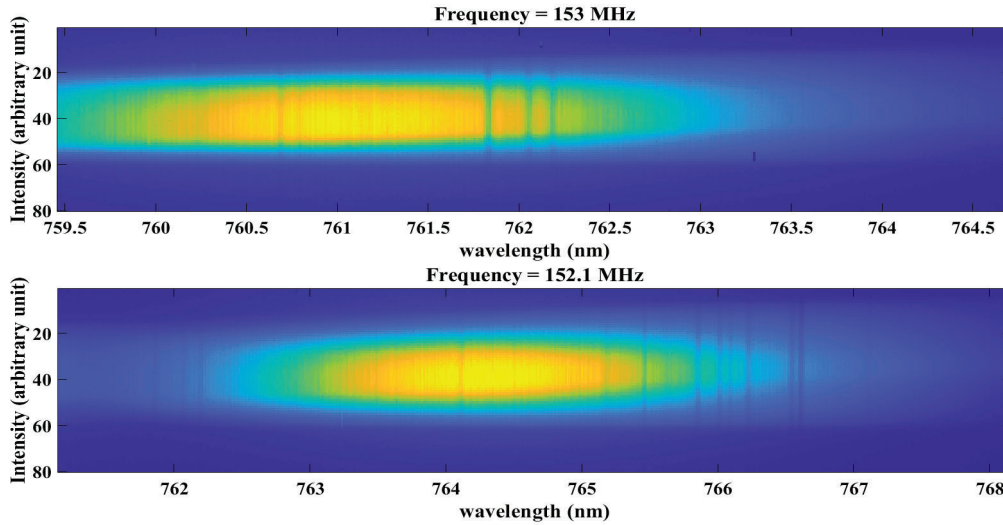 Frequency = 153 MHz
Intensity (arbitrary unit)
20
40
60
80
759.5 760 760.5 761 761.5 762 762.5 763 763.5 764 764.5
wavelength (nm)
Frequency = 152.1 MHz
Intensity (arbitrary unit)
20
40
60
80
762 763 764 765 766 767 768
wavelength (nm)